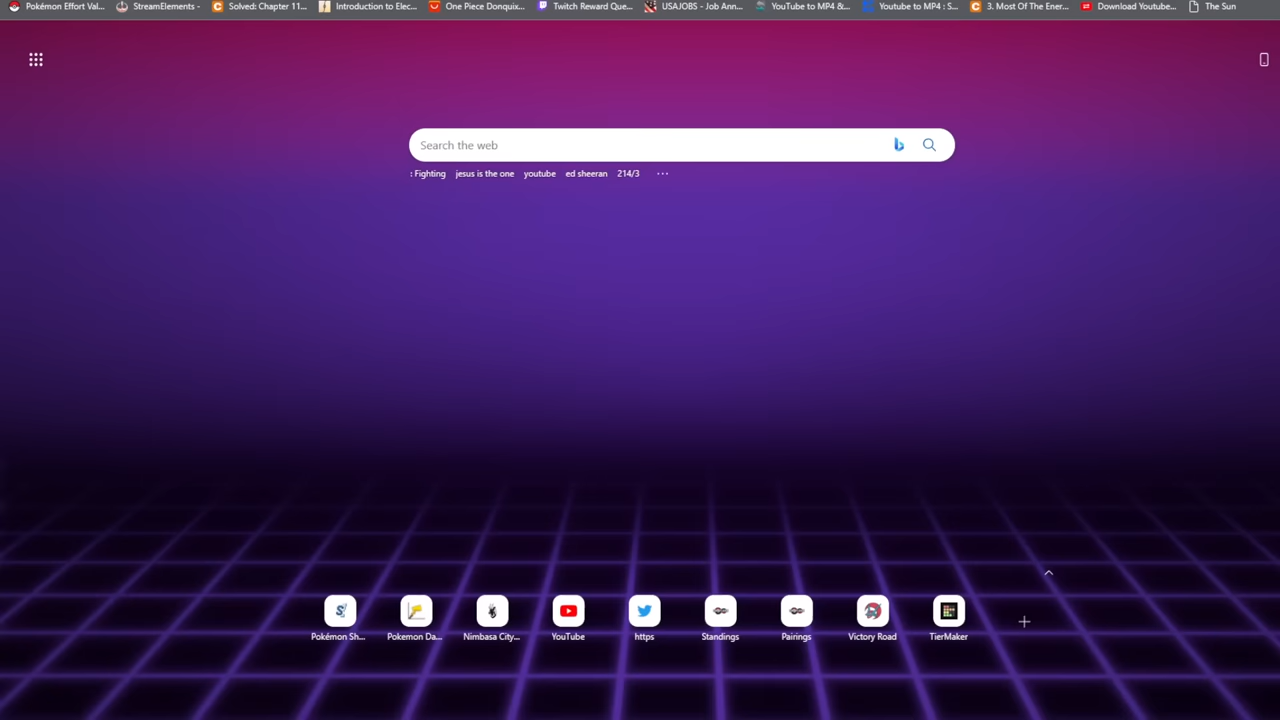 Pokémon Effort Val... StreamElements - Solved: Chapter 11... Introduction to Elec... One Piece Donquix... Twitch Reward Que... USAJOBS - Job Ann... YouTube to MP4 &... Youtube to MP4 : S... 3. Most Of The Ener... Download Youtube... The Sun
Search the web
: Fighting jesus is the one youtube ed sheeran 214/3 ...
Pokémon Sh... Pokemon Da... Nimbasa City... YouTube https Standings Pairings Victory Road TierMaker